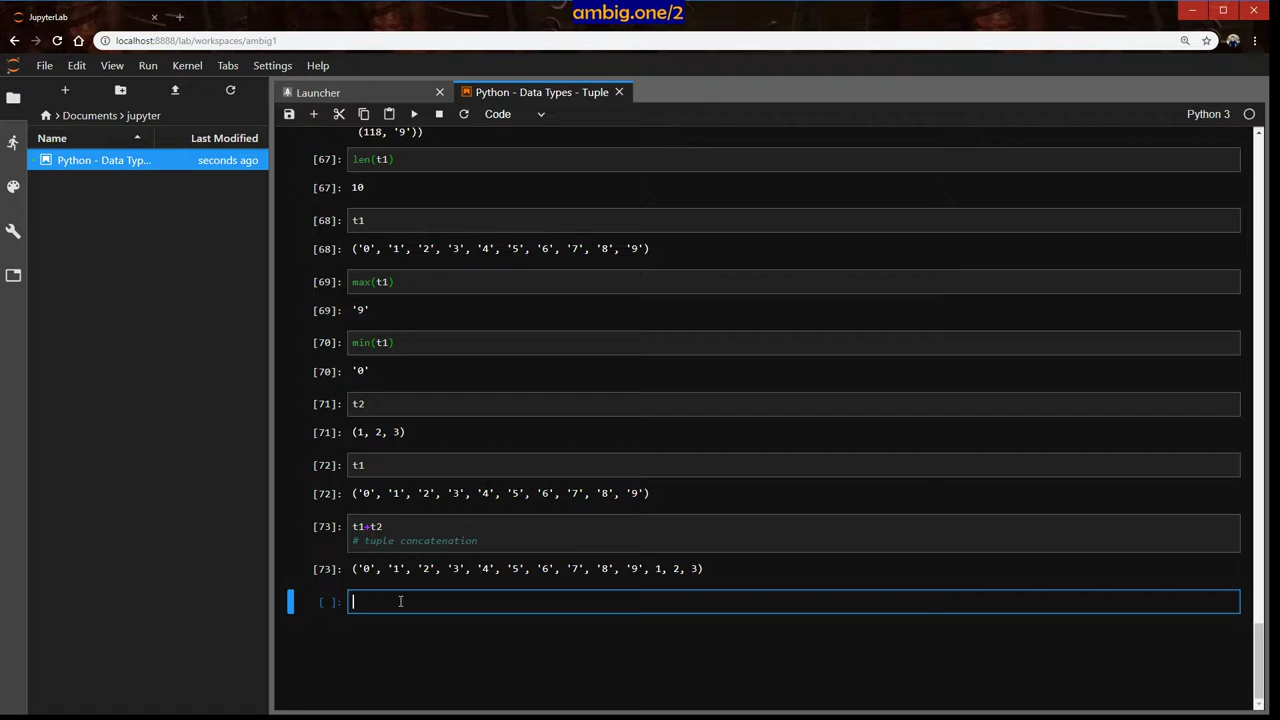 ambig.one/2
JupyterLab
localhost:8888/lab/workspaces/ambig1
File Edit View Run Kernel Tabs Settings Help
Launcher
Python - Data Types - Tuple
Code
Python 3
Documents jupyter
Name Last Modified
Python - Data Typ... seconds ago
(118, '9'))
[67]: len(t1)
[67]: 10
[68]: t1
[68]: ('0', '1', '2', '3', '4', '5', '6', '7', '8', '9')
[69]: max(t1)
[69]: '9'
[70]: min(t1)
[70]: '0'
[71]: t2
[71]: (1, 2, 3)
[72]: t1
[72]: ('0', '1', '2', '3', '4', '5', '6', '7', '8', '9')
[73]: t1+t2
# tuple concatenation
[73]: ('0', '1', '2', '3', '4', '5', '6', '7', '8', '9', 1, 2, 3)
[ ]: